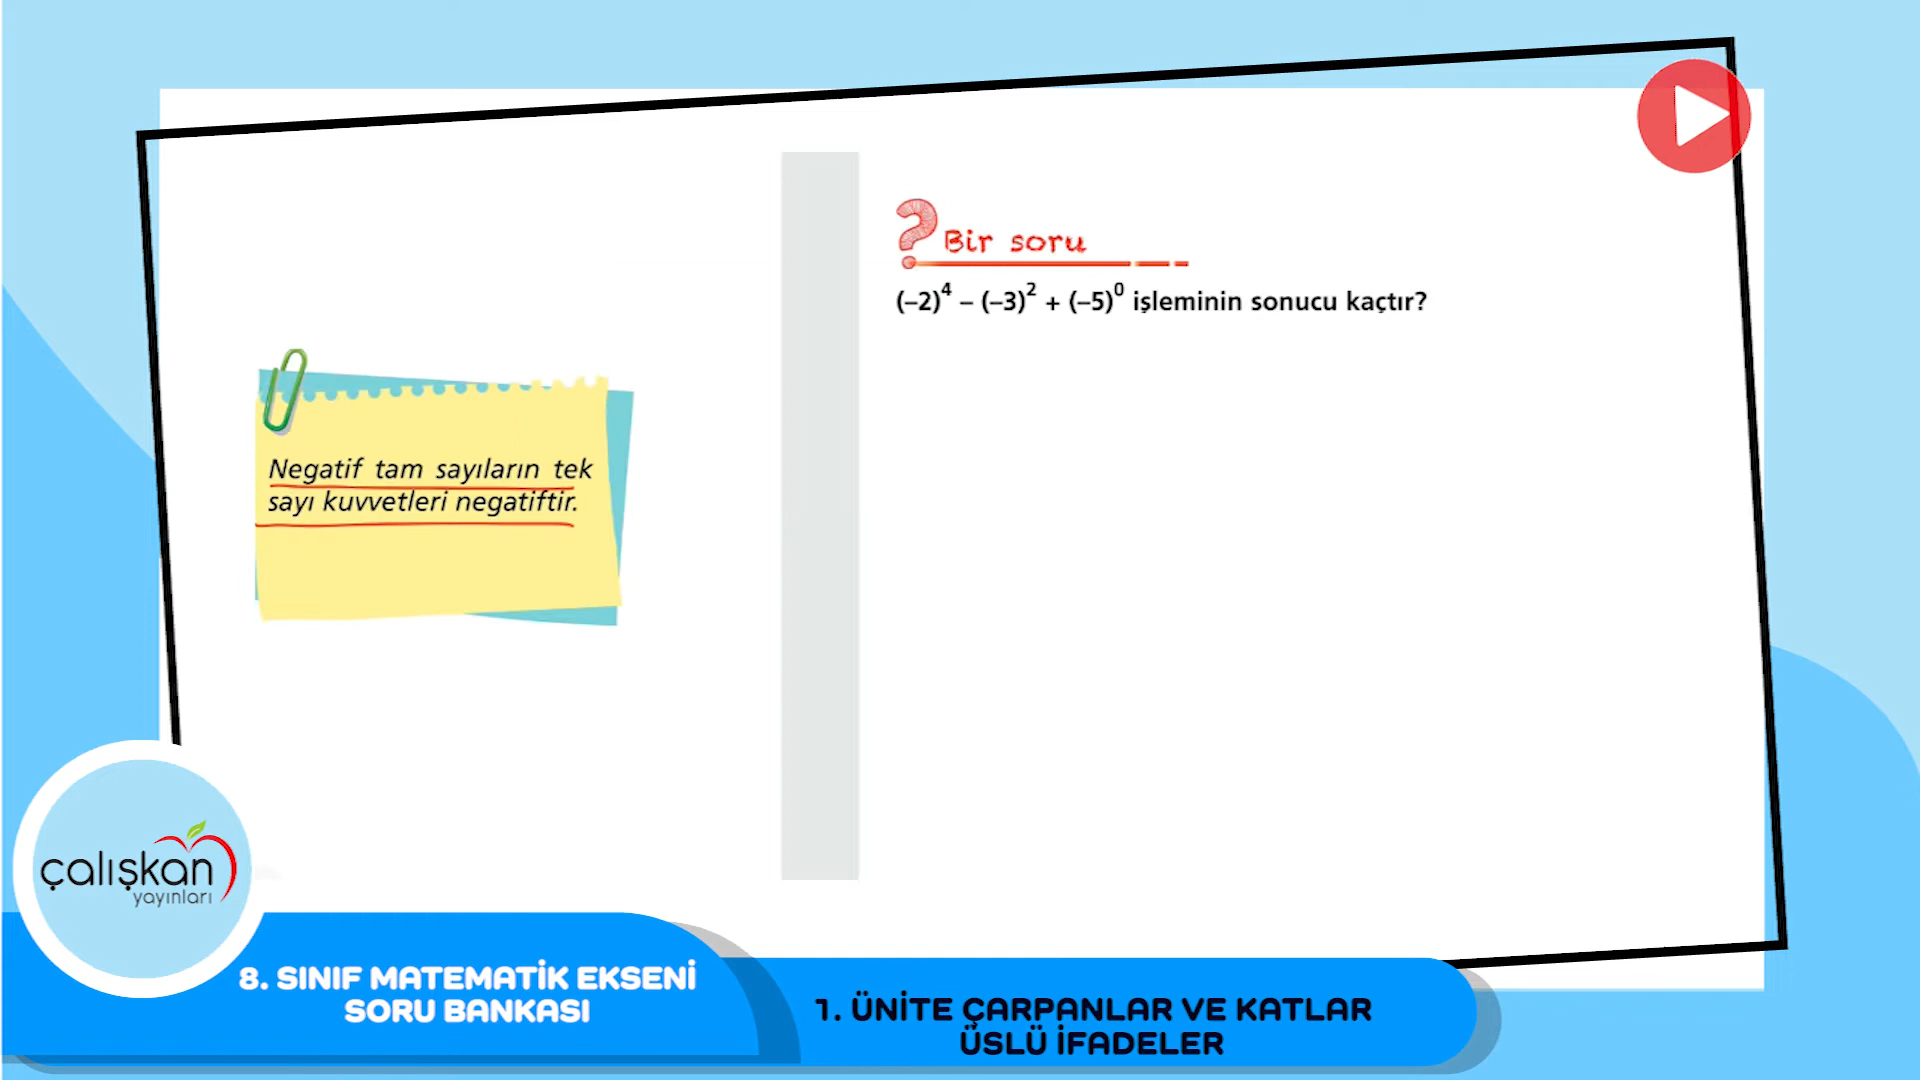 Bir soru
(–2)⁴ – (–3)² + (–5)⁰ işleminin sonucu kaçtır?
Negatif tam sayıların tek
sayı kuvvetleri negatiftir.
çalışkan
yayınları
8. SINIF MATEMATİK EKSENİ
SORU BANKASI
1. ÜNİTE ÇARPANLAR VE KATLAR
ÜSLÜ İFADELER